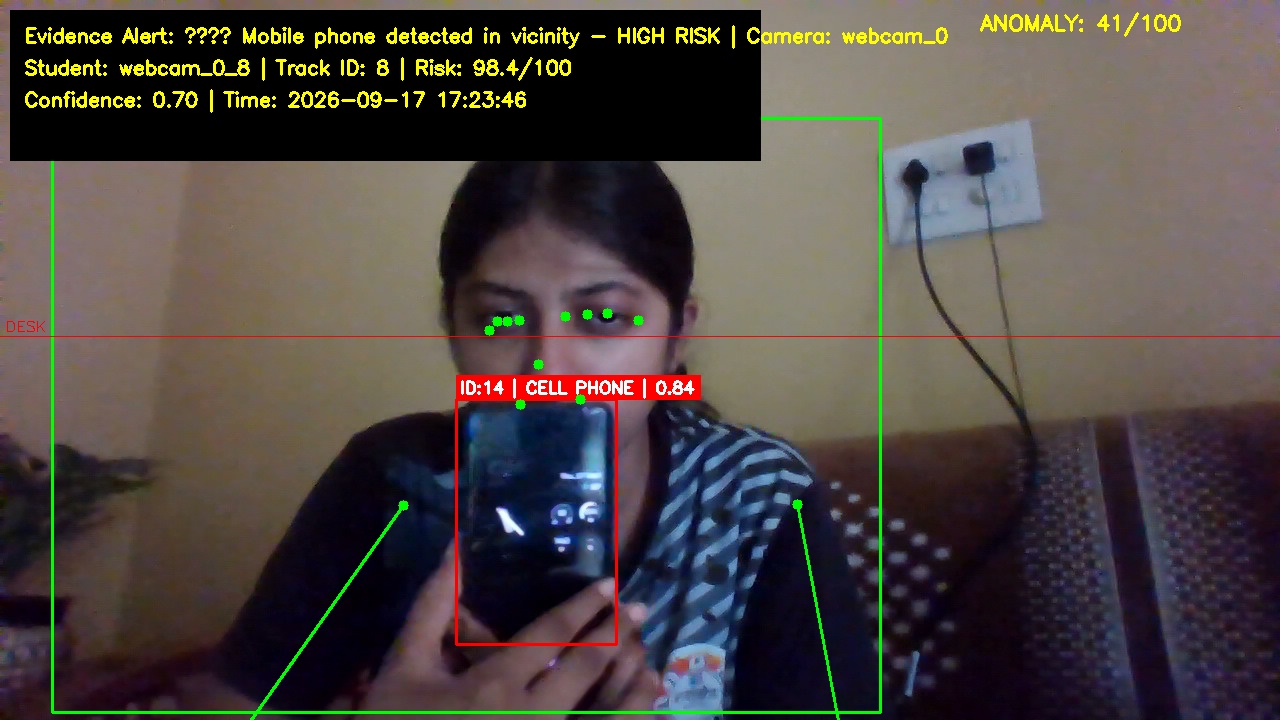 Evidence Alert: ???? Mobile phone detected in vicinity - HIGH RISK | Camera: webcam_0
ANOMALY: 41/100
Student: webcam_0_8 | Track ID: 8 | Risk: 98.4/100
Confidence: 0.70 | Time: 2026-09-17 17:23:46
DESK
ID:14 | CELL PHONE | 0.84